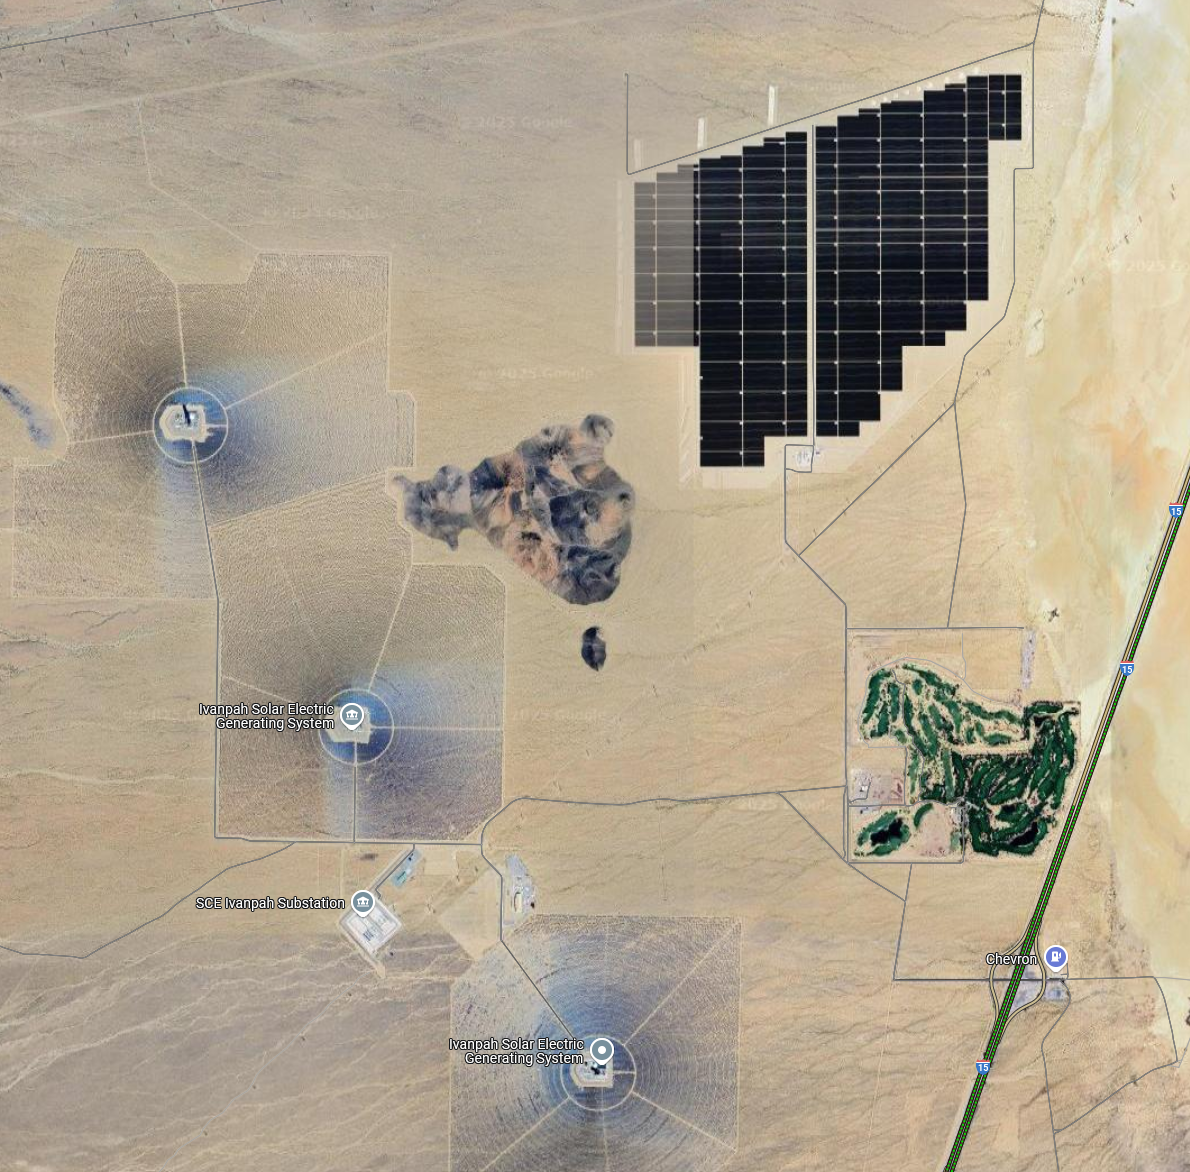 15
15
Ivanpah Solar Electric
Generating System
SCE Ivanpah Substation
Chevron
Ivanpah Solar Electric
Generating System
15